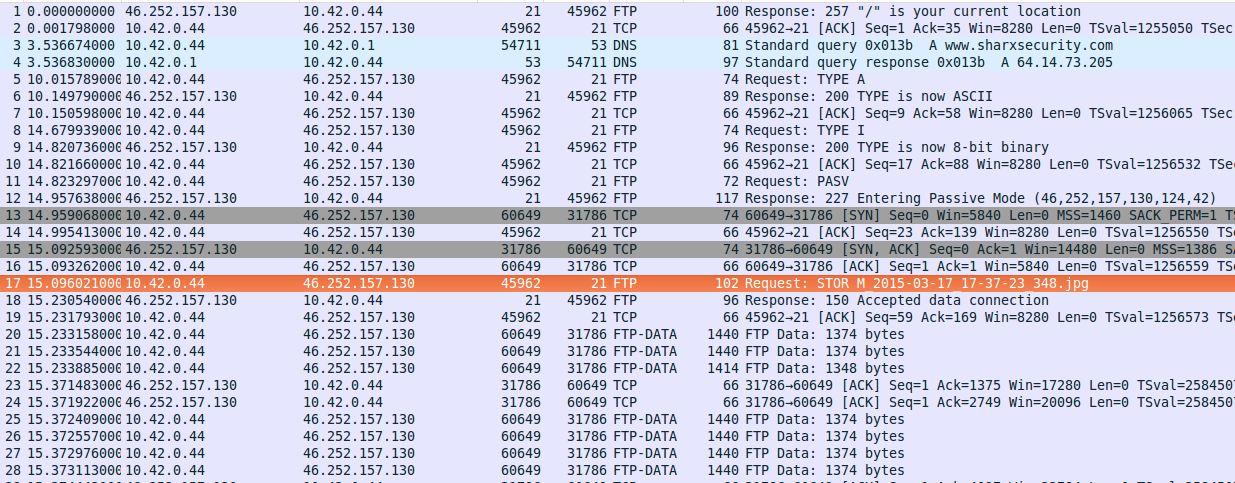 1 0.000000000 46.252.157.130 10.42.0.44 21 45962 FTP 100 Response: 257 "/" is your current location
2 0.001798000 10.42.0.44 46.252.157.130 45962 21 TCP 66 45962→21 [ACK] Seq=1 Ack=35 Win=8280 Len=0 TSval=1255050 TSec
3 3.536674000 10.42.0.44 10.42.0.1 54711 53 DNS 81 Standard query 0x013b A www.sharxsecurity.com
4 3.536830000 10.42.0.1 10.42.0.44 53 54711 DNS 97 Standard query response 0x013b A 64.14.73.205
5 10.015789000 10.42.0.44 46.252.157.130 45962 21 FTP 74 Request: TYPE A
6 10.149790000 46.252.157.130 10.42.0.44 21 45962 FTP 89 Response: 200 TYPE is now ASCII
7 10.150598000 10.42.0.44 46.252.157.130 45962 21 TCP 66 45962→21 [ACK] Seq=9 Ack=58 Win=8280 Len=0 TSval=1256065 TSec
8 14.679939000 10.42.0.44 46.252.157.130 45962 21 FTP 74 Request: TYPE I
9 14.820736000 46.252.157.130 10.42.0.44 21 45962 FTP 96 Response: 200 TYPE is now 8-bit binary
10 14.821660000 10.42.0.44 46.252.157.130 45962 21 TCP 66 45962→21 [ACK] Seq=17 Ack=88 Win=8280 Len=0 TSval=1256532 TSe
11 14.823297000 10.42.0.44 46.252.157.130 45962 21 FTP 72 Request: PASV
12 14.957638000 46.252.157.130 10.42.0.44 21 45962 FTP 117 Response: 227 Entering Passive Mode (46,252,157,130,124,42)
13 14.959068000 10.42.0.44 46.252.157.130 60649 31786 TCP 74 60649→31786 [SYN] Seq=0 Win=5840 Len=0 MSS=1460 SACK_PERM=1 TS
14 14.995413000 10.42.0.44 46.252.157.130 45962 21 TCP 66 45962→21 [ACK] Seq=23 Ack=139 Win=8280 Len=0 TSval=1256550 TS
15 15.092593000 46.252.157.130 10.42.0.44 31786 60649 TCP 74 31786→60649 [SYN, ACK] Seq=0 Ack=1 Win=14480 Len=0 MSS=1386 SA
16 15.093262000 10.42.0.44 46.252.157.130 60649 31786 TCP 66 60649→31786 [ACK] Seq=1 Ack=1 Win=5840 Len=0 TSval=1256559 TS
17 15.096021000 10.42.0.44 46.252.157.130 45962 21 FTP 102 Request: STOR M_2015-03-17_17-37-23_348.jpg
18 15.230540000 46.252.157.130 10.42.0.44 21 45962 FTP 96 Response: 150 Accepted data connection
19 15.231793000 10.42.0.44 46.252.157.130 45962 21 TCP 66 45962→21 [ACK] Seq=59 Ack=169 Win=8280 Len=0 TSval=1256573 TS
20 15.233158000 10.42.0.44 46.252.157.130 60649 31786 FTP-DATA 1440 FTP Data: 1374 bytes
21 15.233544000 10.42.0.44 46.252.157.130 60649 31786 FTP-DATA 1440 FTP Data: 1374 bytes
22 15.233885000 10.42.0.44 46.252.157.130 60649 31786 FTP-DATA 1414 FTP Data: 1348 bytes
23 15.371483000 46.252.157.130 10.42.0.44 31786 60649 TCP 66 31786→60649 [ACK] Seq=1 Ack=1375 Win=17280 Len=0 TSval=258450
24 15.371922000 46.252.157.130 10.42.0.44 31786 60649 TCP 66 31786→60649 [ACK] Seq=1 Ack=2749 Win=20096 Len=0 TSval=258450
25 15.372409000 10.42.0.44 46.252.157.130 60649 31786 FTP-DATA 1440 FTP Data: 1374 bytes
26 15.372557000 10.42.0.44 46.252.157.130 60649 31786 FTP-DATA 1440 FTP Data: 1374 bytes
27 15.372976000 10.42.0.44 46.252.157.130 60649 31786 FTP-DATA 1440 FTP Data: 1374 bytes
28 15.373113000 10.42.0.44 46.252.157.130 60649 31786 FTP-DATA 1440 FTP Data: 1374 bytes